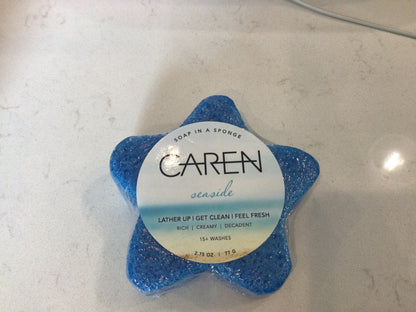 SOAP IN A SPONGE
CAREN
seaside
LATHER UP | GET CLEAN | FEEL FRESH
RICH | CREAMY | DECADENT
15+ WASHES
2.73 OZ | 77 G